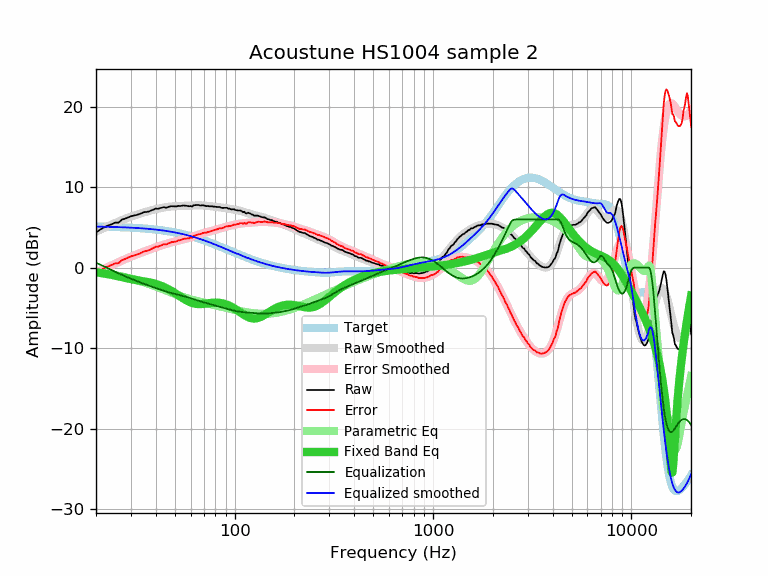 Acoustune HS1004 sample 2
20
10
0
−10
−20
−30
Amplitude (dBr)
Target
Raw Smoothed
Error Smoothed
Raw
Error
Parametric Eq
Fixed Band Eq
Equalization
Equalized smoothed
100
1000
10000
Frequency (Hz)